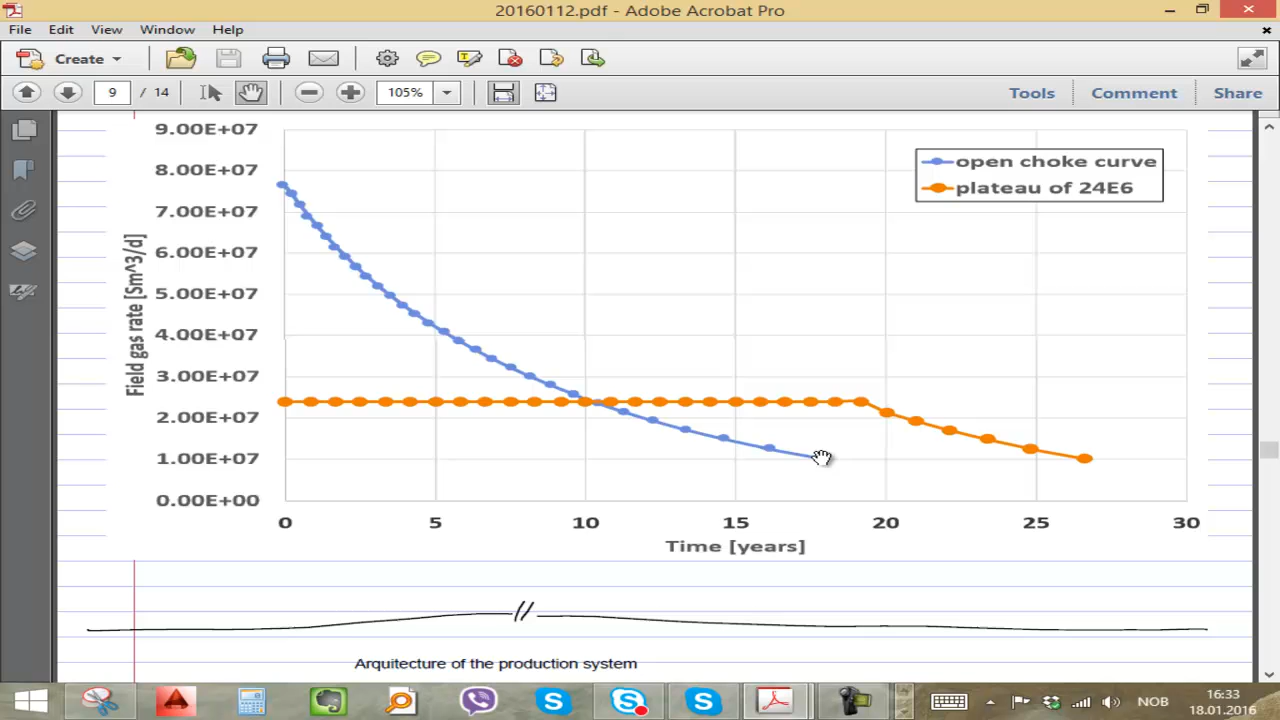 20160112.pdf - Adobe Acrobat Pro
File Edit View Window Help
Create
9 / 14 105% Tools Comment Share
9.00E+07
8.00E+07
7.00E+07
6.00E+07
5.00E+07
4.00E+07
3.00E+07
2.00E+07
1.00E+07
0.00E+00
Field gas rate [Sm^3/d]
open choke curve
plateau of 24E6
0 5 10 15 20 25 30
Time [years]
Arquitecture of the production system
NOB
16:33
18.01.2016